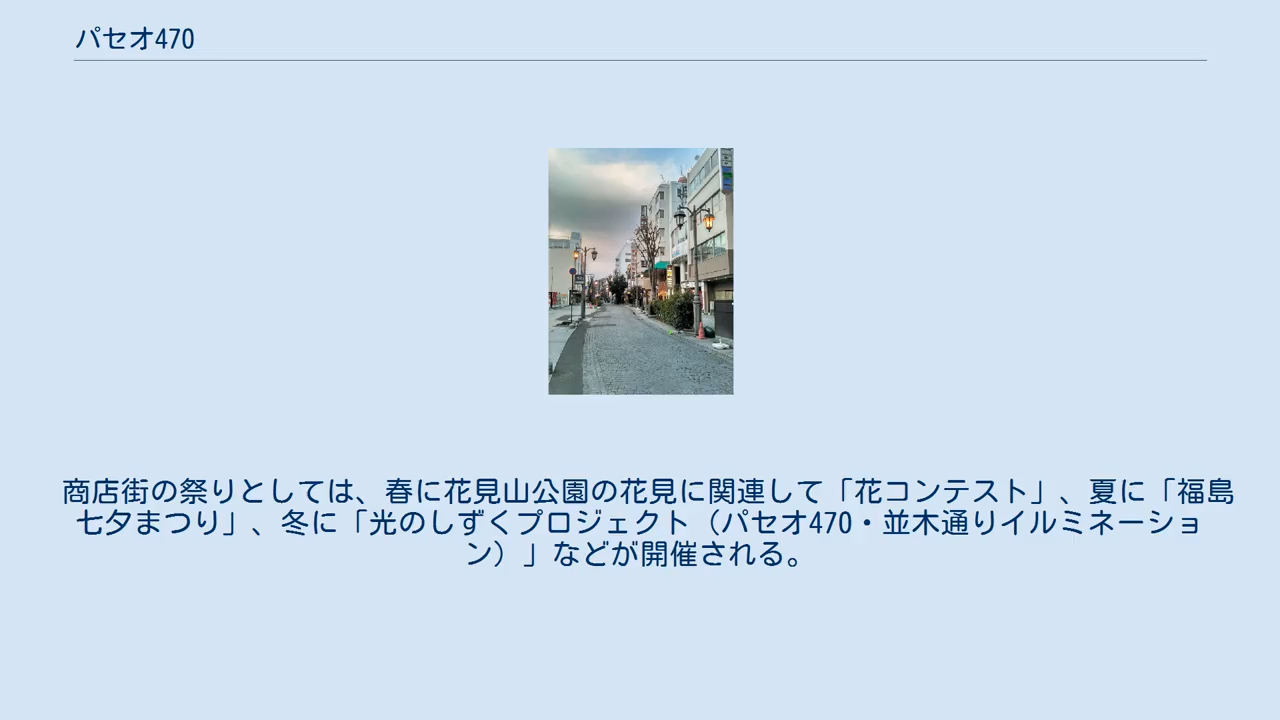 パセオ470
商店街の祭りとしては、春に花見山公園の花見に関連して「花コンテスト」、夏に「福島
七夕まつり」、冬に「光のしずくプロジェクト（パセオ470・並木通りイルミネーショ
ン）」などが開催される。